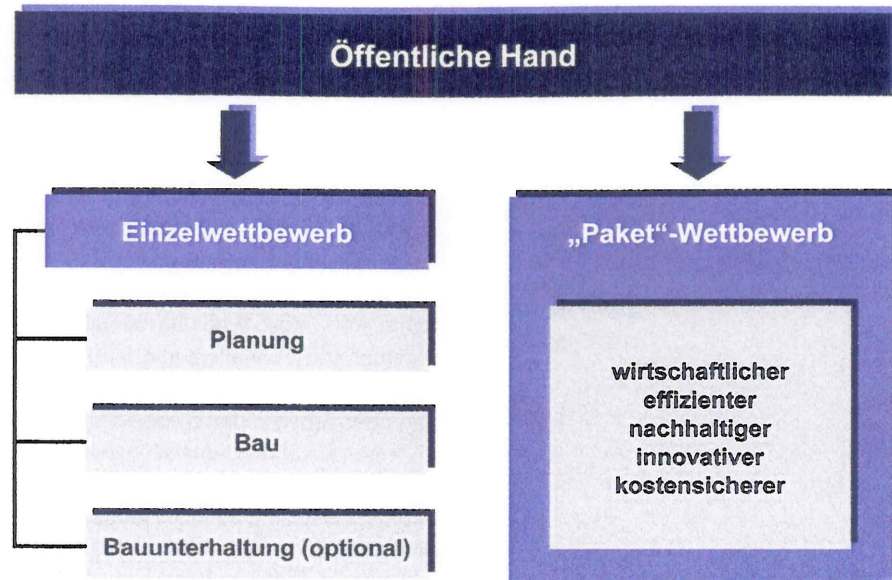 Öffentliche Hand
Einzelwettbewerb
Planung
Bau
Bauunterhaltung (optional)
„Paket“-Wettbewerb
wirtschaftlicher
effizienter
nachhaltiger
innovativer
kostensicherer